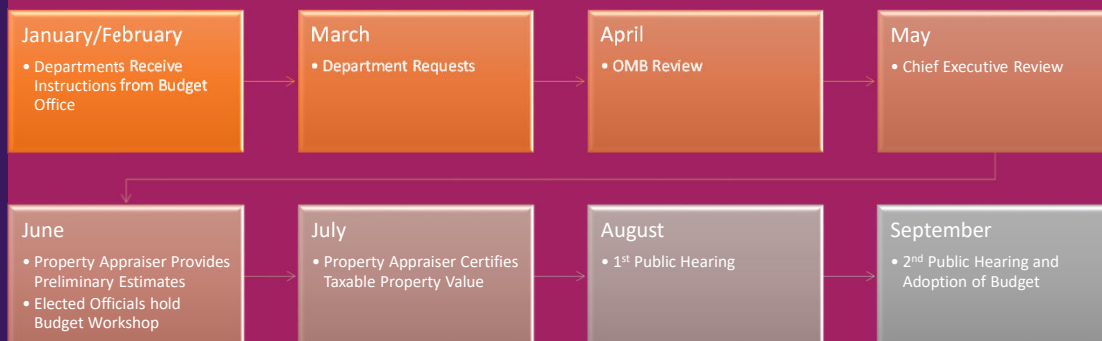 January/February
• Departments Receive
Instructions from Budget
Office
March
• Department Requests
April
• OMB Review
May
• Chief Executive Review
June
• Property Appraiser Provides
Preliminary Estimates
• Elected Officials hold
Budget Workshop
July
• Property Appraiser Certifies
Taxable Property Value
August
• 1st Public Hearing
September
• 2nd Public Hearing and
Adoption of Budget